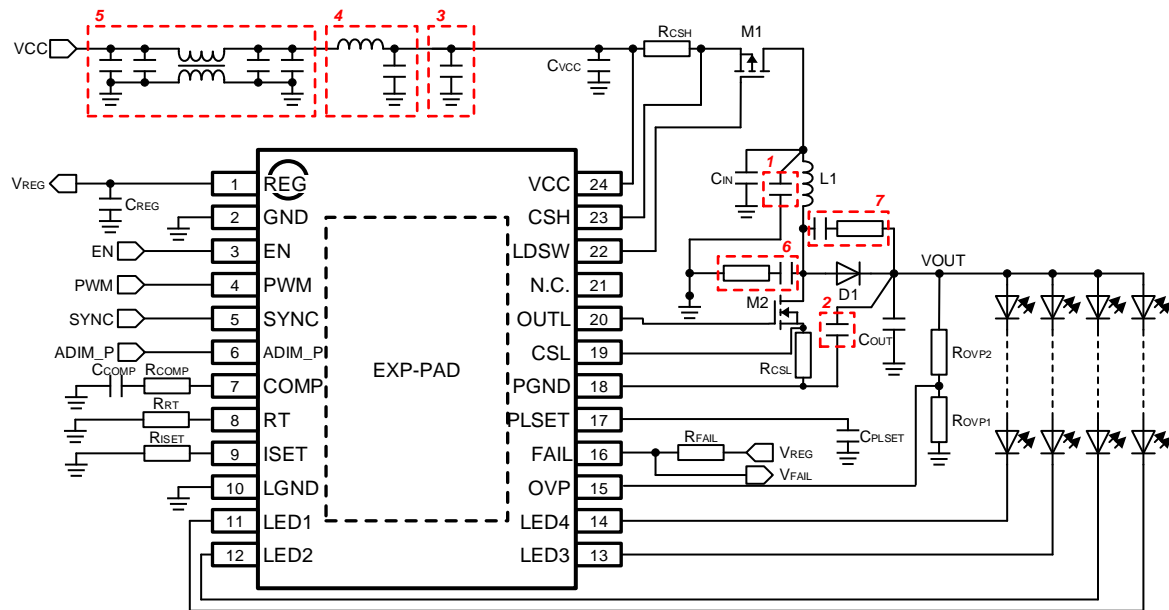 5
4
3
VCC
RCSH
M1
CVCC
1
CIN
L1
7
VREG
CREG
1 REG
VCC 24
2 GND
CSH 23
EN
3 EN
LDSW 22
PWM
4 PWM
N.C. 21
6
D1
VOUT
SYNC
5 SYNC
OUTL 20
M2
2
COUT
ADIM_P
6 ADIM_P
CSL 19
EXP-PAD
RCSL
ROVP2
CCOMP
RCOMP
7 COMP
PGND 18
RRT
8 RT
PLSET 17
CPLSET
ROVP1
RISET
9 ISET
FAIL 16
RFAIL
VREG
VFAIL
10 LGND
OVP 15
11 LED1
LED4 14
12 LED2
LED3 13